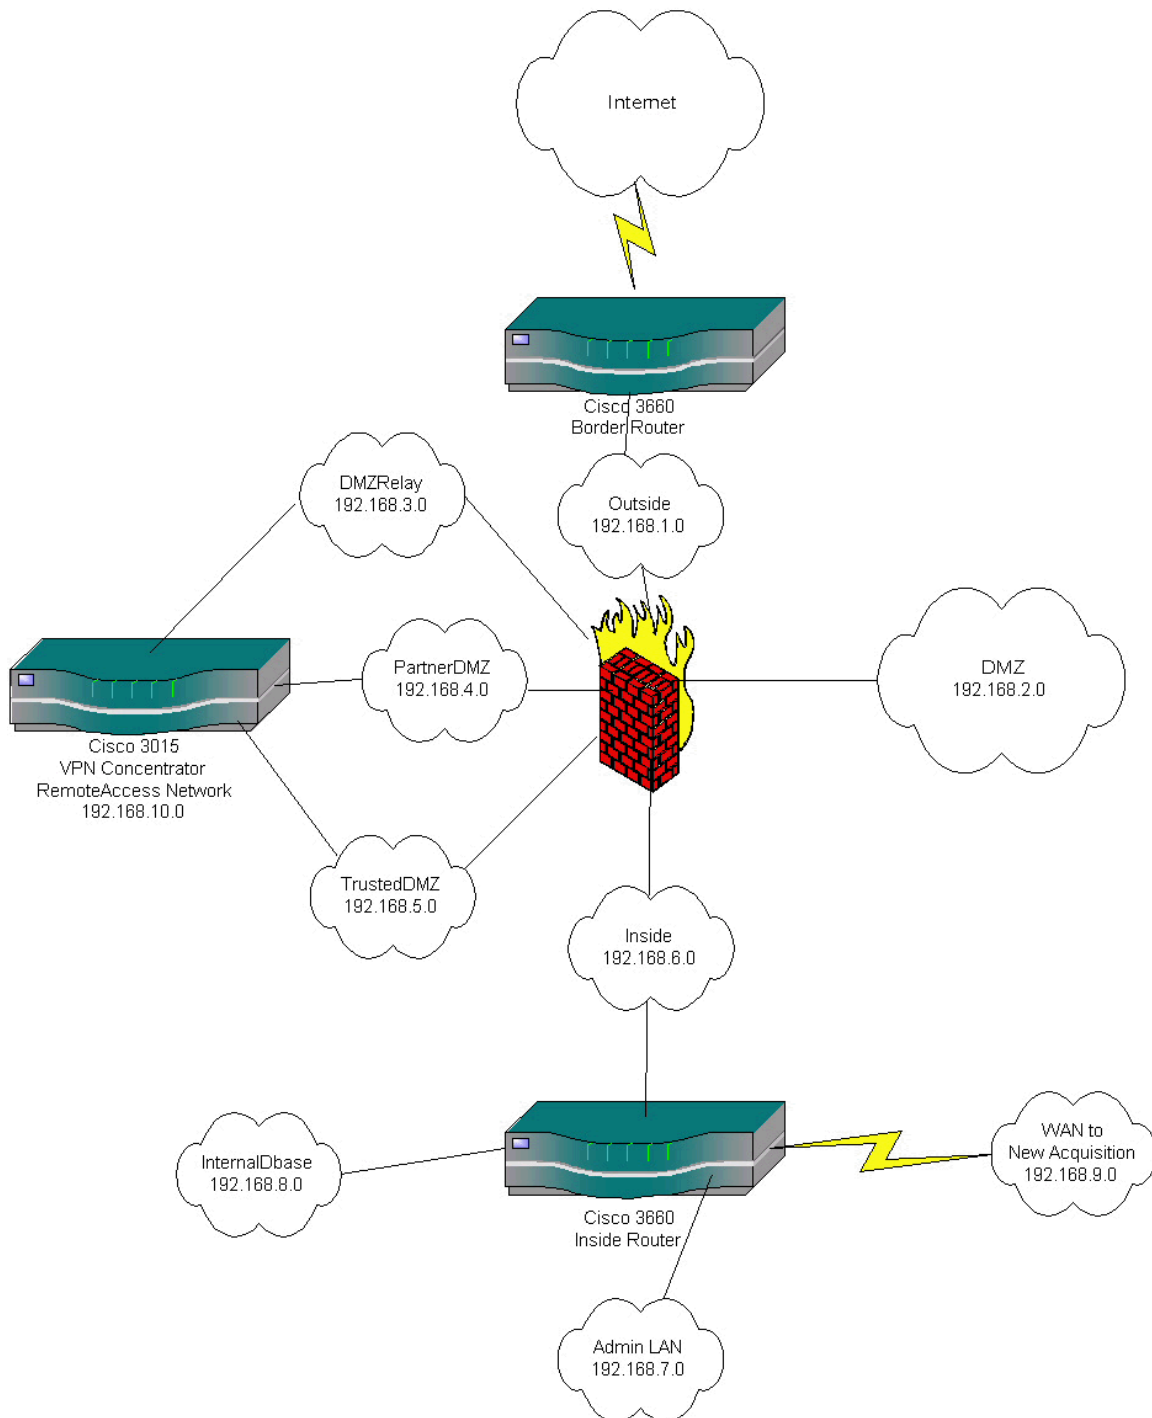 Internet
Cisco 3660
Border Router
DMZRelay
192.168.3.0
Outside
192.168.1.0
PartnerDMZ
192.168.4.0
DMZ
192.168.2.0
Cisco 3015
VPN Concentrator
RemoteAccess Network
192.168.10.0
TrustedDMZ
192.168.5.0
Inside
192.168.6.0
InternalDbase
192.168.8.0
WAN to
New Acquisition
192.168.9.0
Cisco 3660
Inside Router
Admin LAN
192.168.7.0